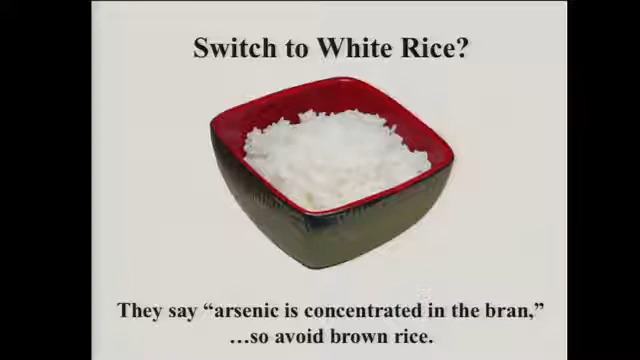 Switch to White Rice?
They say “arsenic is concentrated in the bran,”
…so avoid brown rice.